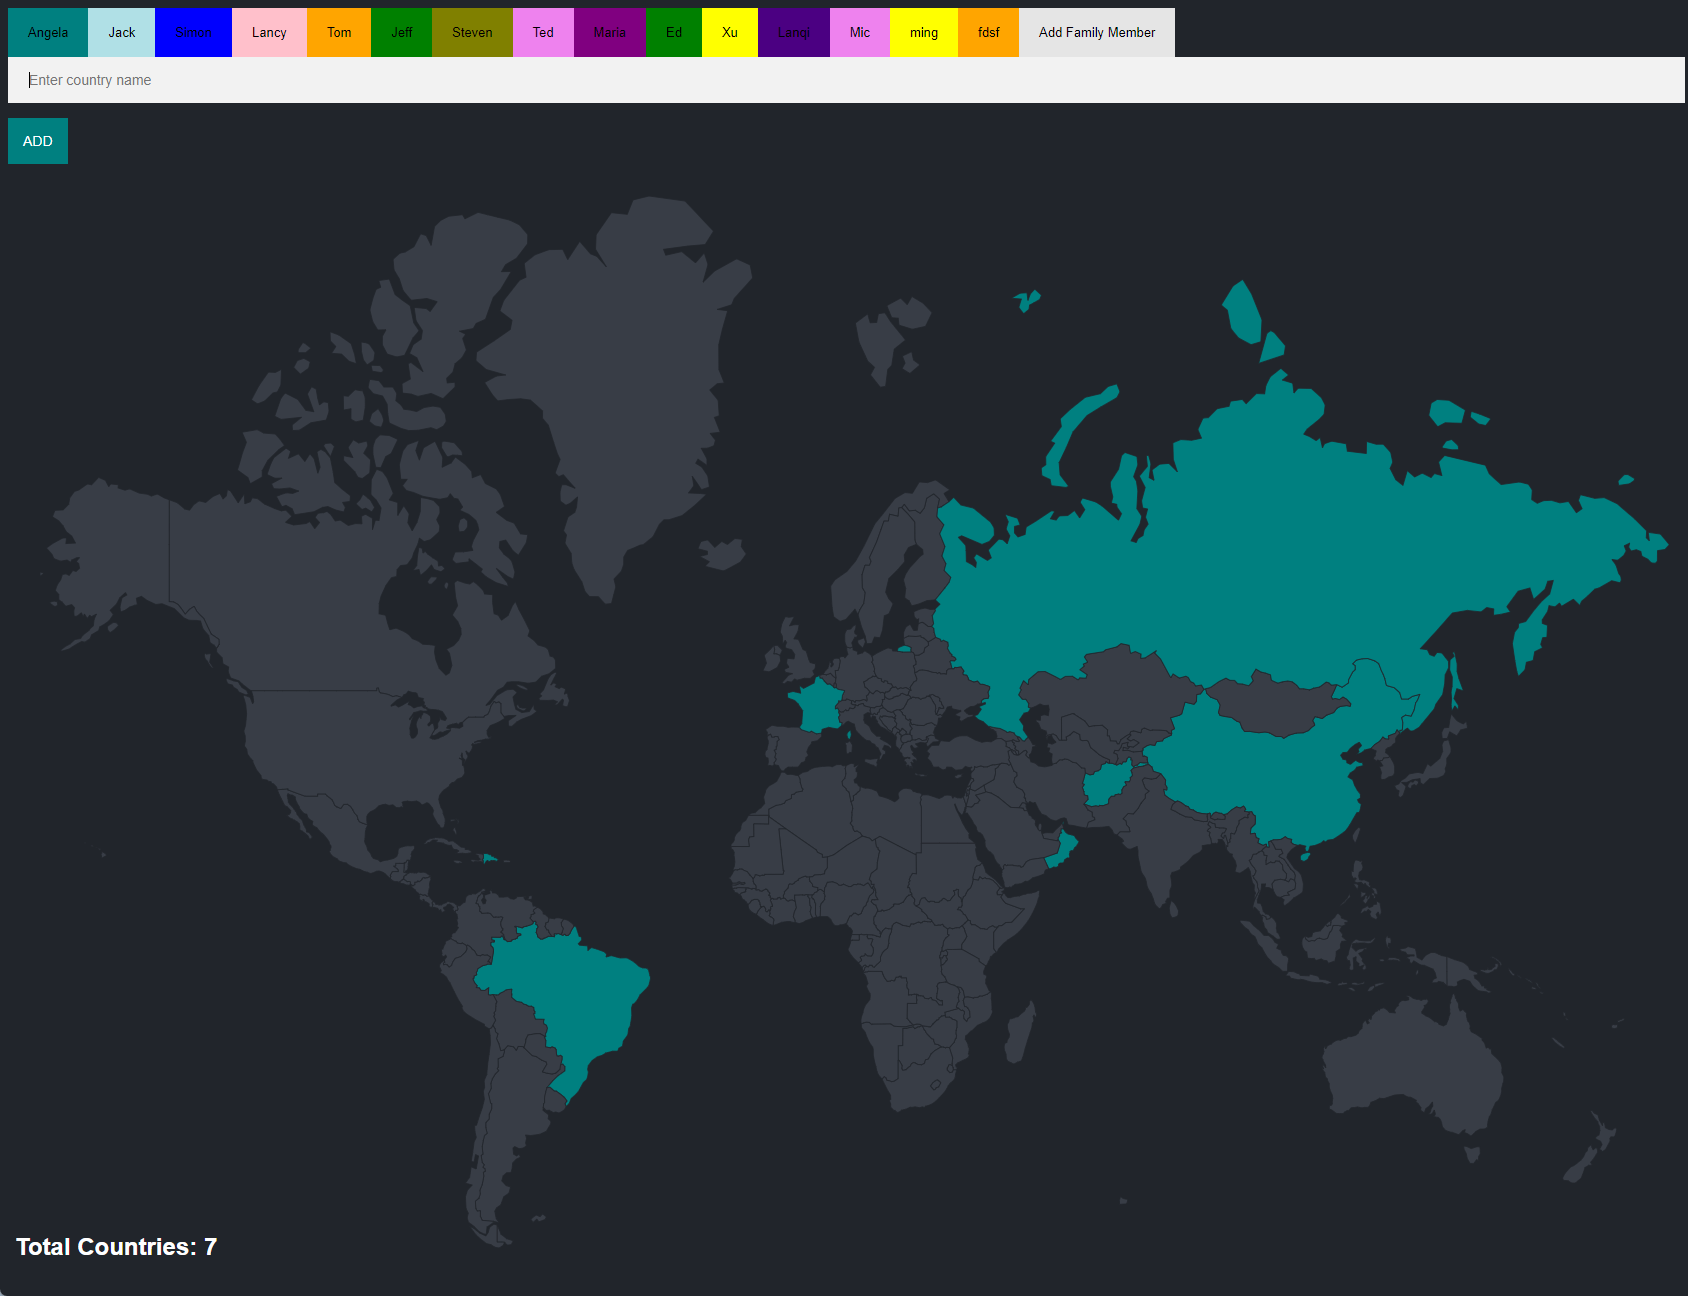 Angela Jack Simon Lancy Tom Jeff Steven Ted Maria Ed Xu Lanqi Mic ming fdsf Add Family Member
Enter country name
ADD
Total Countries: 7